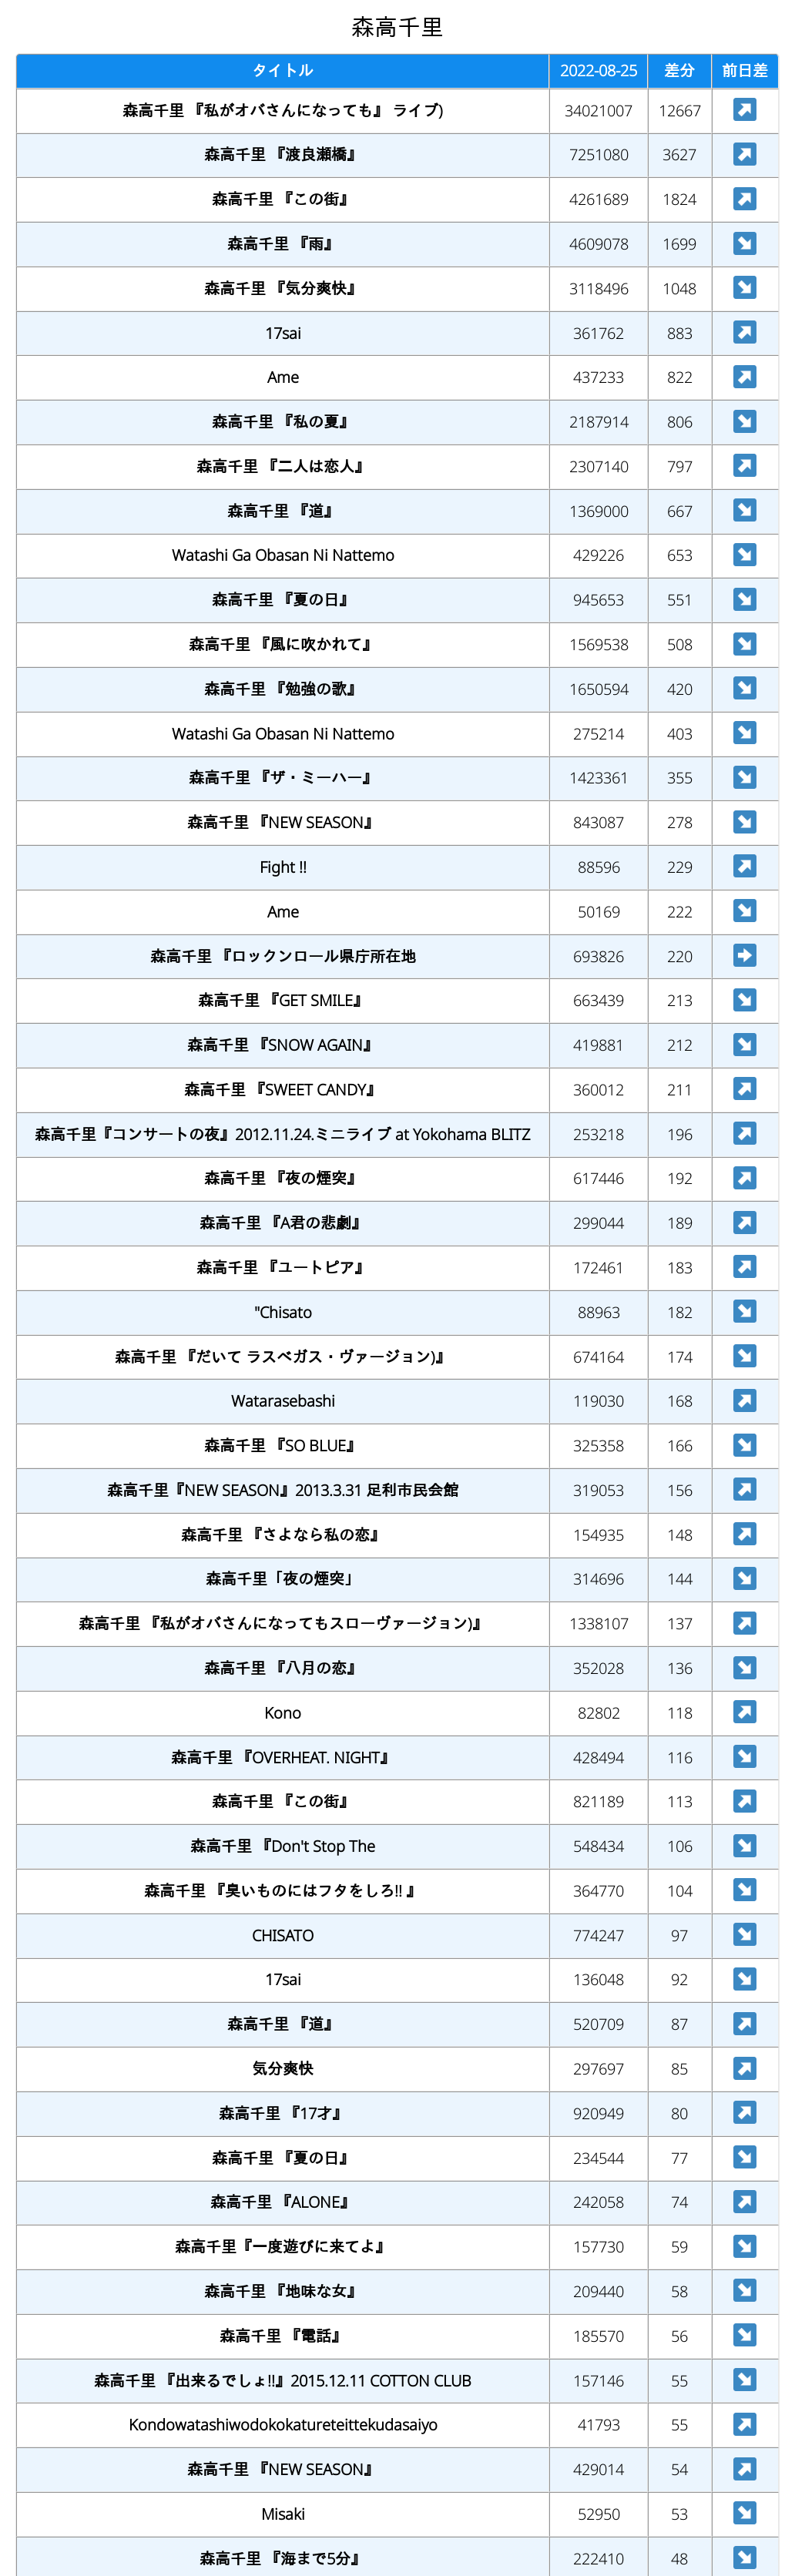 森高千里
タイトル 2022-08-25 差分 前日差
森高千里 『私がオバさんになっても』 ライブ) 34021007 12667 ↗
森高千里 『渡良瀬橋』 7251080 3627 ↗
森高千里 『この街』 4261689 1824 ↗
森高千里 『雨』 4609078 1699 ↘
森高千里 『気分爽快』 3118496 1048 ↘
17sai 361762 883 ↗
Ame 437233 822 ↗
森高千里 『私の夏』 2187914 806 ↘
森高千里 『二人は恋人』 2307140 797 ↗
森高千里 『道』 1369000 667 ↘
Watashi Ga Obasan Ni Nattemo 429226 653 ↘
森高千里 『夏の日』 945653 551 ↘
森高千里 『風に吹かれて』 1569538 508 ↘
森高千里 『勉強の歌』 1650594 420 ↘
Watashi Ga Obasan Ni Nattemo 275214 403 ↘
森高千里 『ザ・ミーハー』 1423361 355 ↘
森高千里 『NEW SEASON』 843087 278 ↘
Fight !! 88596 229 ↗
Ame 50169 222 ↘
森高千里 『ロックンロール県庁所在地 693826 220 ➡
森高千里 『GET SMILE』 663439 213 ↘
森高千里 『SNOW AGAIN』 419881 212 ↘
森高千里 『SWEET CANDY』 360012 211 ↗
森高千里『コンサートの夜』2012.11.24.ミニライブ at Yokohama BLITZ 253218 196 ↗
森高千里 『夜の煙突』 617446 192 ↗
森高千里 『A君の悲劇』 299044 189 ↗
森高千里 『ユートピア』 172461 183 ↗
"Chisato 88963 182 ↘
森高千里 『だいて ラスベガス・ヴァージョン)』 674164 174 ↘
Watarasebashi 119030 168 ↗
森高千里 『SO BLUE』 325358 166 ↘
森高千里『NEW SEASON』2013.3.31 足利市民会館 319053 156 ↗
森高千里 『さよなら私の恋』 154935 148 ↗
森高千里「夜の煙突」 314696 144 ↘
森高千里 『私がオバさんになってもスローヴァージョン)』 1338107 137 ↗
森高千里 『八月の恋』 352028 136 ↘
Kono 82802 118 ↗
森高千里 『OVERHEAT. NIGHT』 428494 116 ↘
森高千里 『この街』 821189 113 ↗
森高千里 『Don't Stop The 548434 106 ↘
森高千里 『臭いものにはフタをしろ!! 』 364770 104 ↘
CHISATO 774247 97 ↘
17sai 136048 92 ↘
森高千里 『道』 520709 87 ↗
気分爽快 297697 85 ↗
森高千里 『17才』 920949 80 ↗
森高千里 『夏の日』 234544 77 ↘
森高千里 『ALONE』 242058 74 ↗
森高千里『一度遊びに来てよ』 157730 59 ↘
森高千里 『地味な女』 209440 58 ↘
森高千里 『電話』 185570 56 ↘
森高千里 『出来るでしょ!!』2015.12.11 COTTON CLUB 157146 55 ↘
Kondowatashiwodokokatureteittekudasaiyo 41793 55 ↗
森高千里 『NEW SEASON』 429014 54 ↗
Misaki 52950 53 ↘
森高千里 『海まで5分』 222410 48 ↘